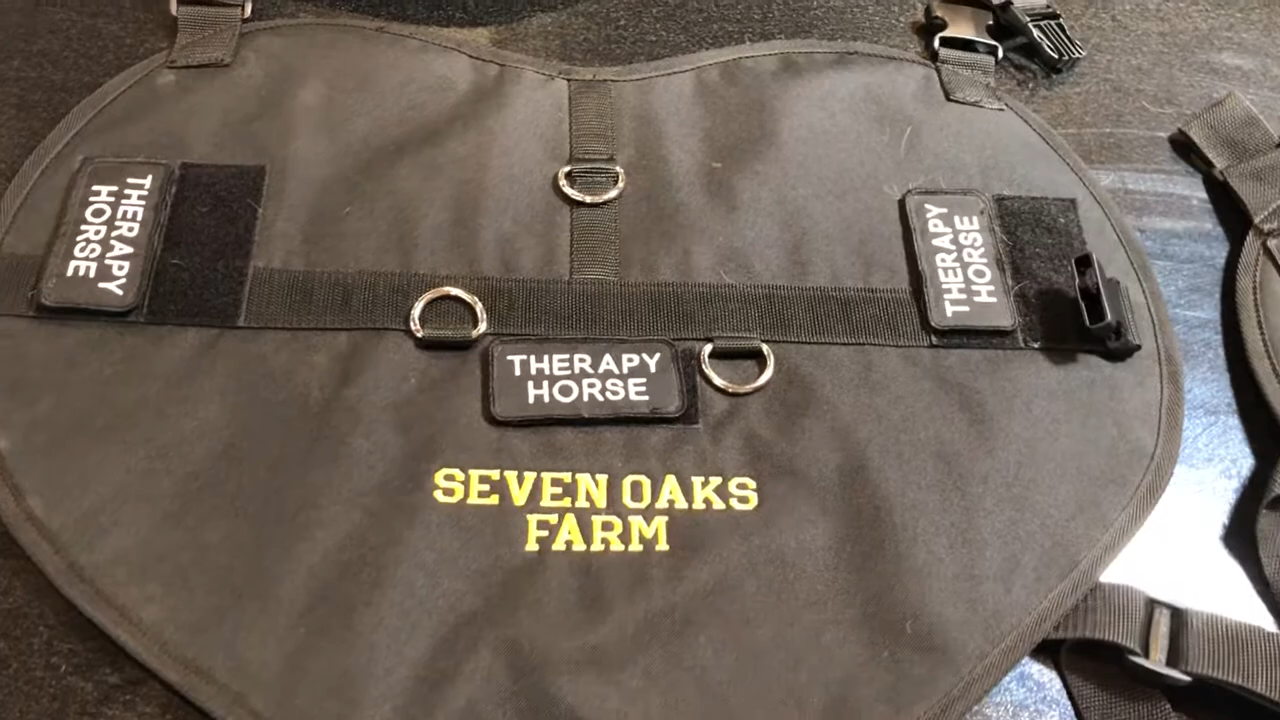 THERAPY
HORSE
THERAPY
HORSE
THERAPY
HORSE
SEVEN OAKS
FARM